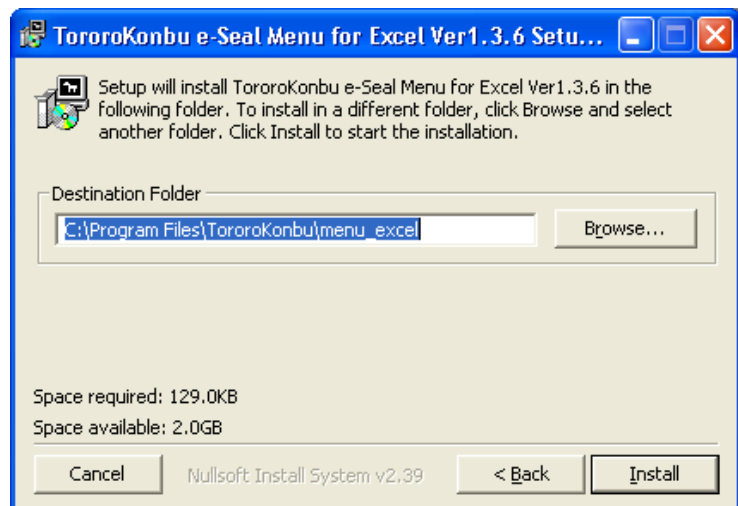 TororoKonbu e-Seal Menu for Excel Ver1.3.6 Setu...
Setup will install TororoKonbu e-Seal Menu for Excel Ver1.3.6 in the
following folder. To install in a different folder, click Browse and select
another folder. Click Install to start the installation.
Destination Folder
C:\Program Files\TororoKonbu\menu_excel
Browse...
Space required: 129.0KB
Space available: 2.0GB
Cancel
Nullsoft Install System v2.39
< Back
Install